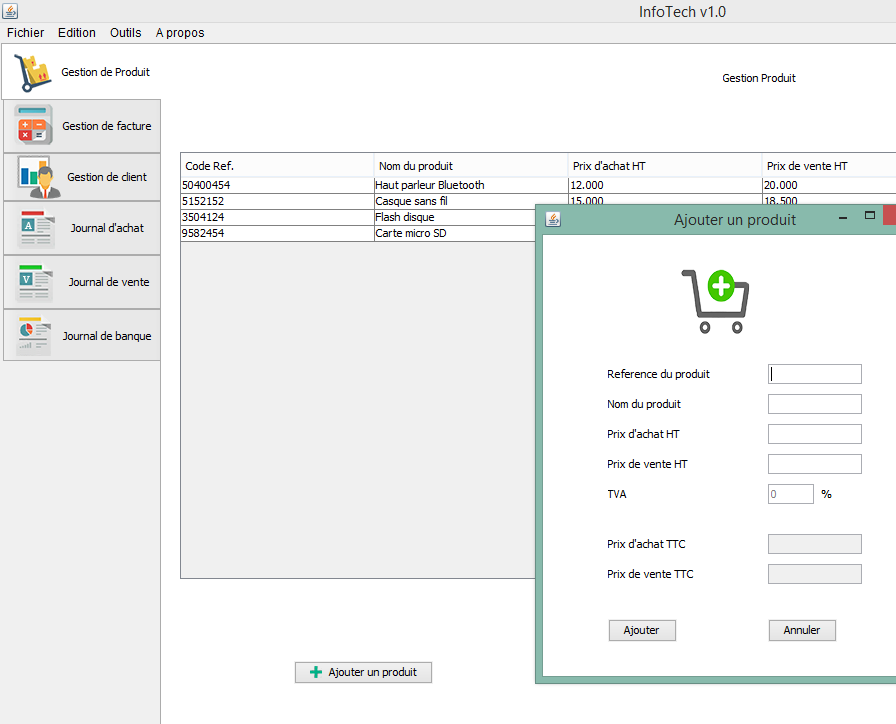 InfoTech v1.0
Fichier Edition Outils A propos
Gestion de Produit
Gestion Produit
Gestion de facture
Gestion de client
Journal d'achat
Journal de vente
Journal de banque
Code Ref. Nom du produit Prix d'achat HT Prix de vente HT
50400454 Haut parleur Bluetooth 12.000 20.000
5152152 Casque sans fil 15.000 18.500
3504124 Flash disque
9582454 Carte micro SD
Ajouter un produit
Reference du produit
Nom du produit
Prix d'achat HT
Prix de vente HT
TVA 0 %
Prix d'achat TTC
Prix de vente TTC
Ajouter Annuler
Ajouter un produit